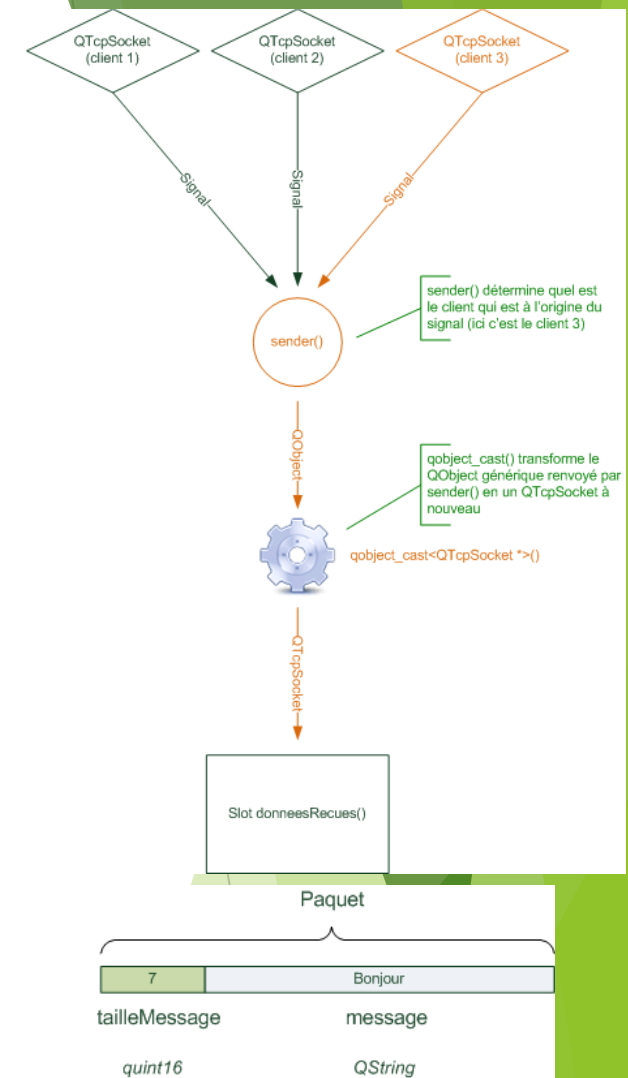 QTcpSocket
(client 1)
QTcpSocket
(client 2)
QTcpSocket
(client 3)
Signal
Signal
Signal
sender()
sender() détermine quel est
le client qui est à l'origine du
signal (ici c'est le client 3)
QObject
qobject_cast() transforme le
QObject générique renvoyé par
sender() en un QTcpSocket à
nouveau
qobject_cast<QTcpSocket *>()
QTcpSocket
Slot donneesRecues()
Paquet
7
Bonjour
tailleMessage
message
quint16
QString